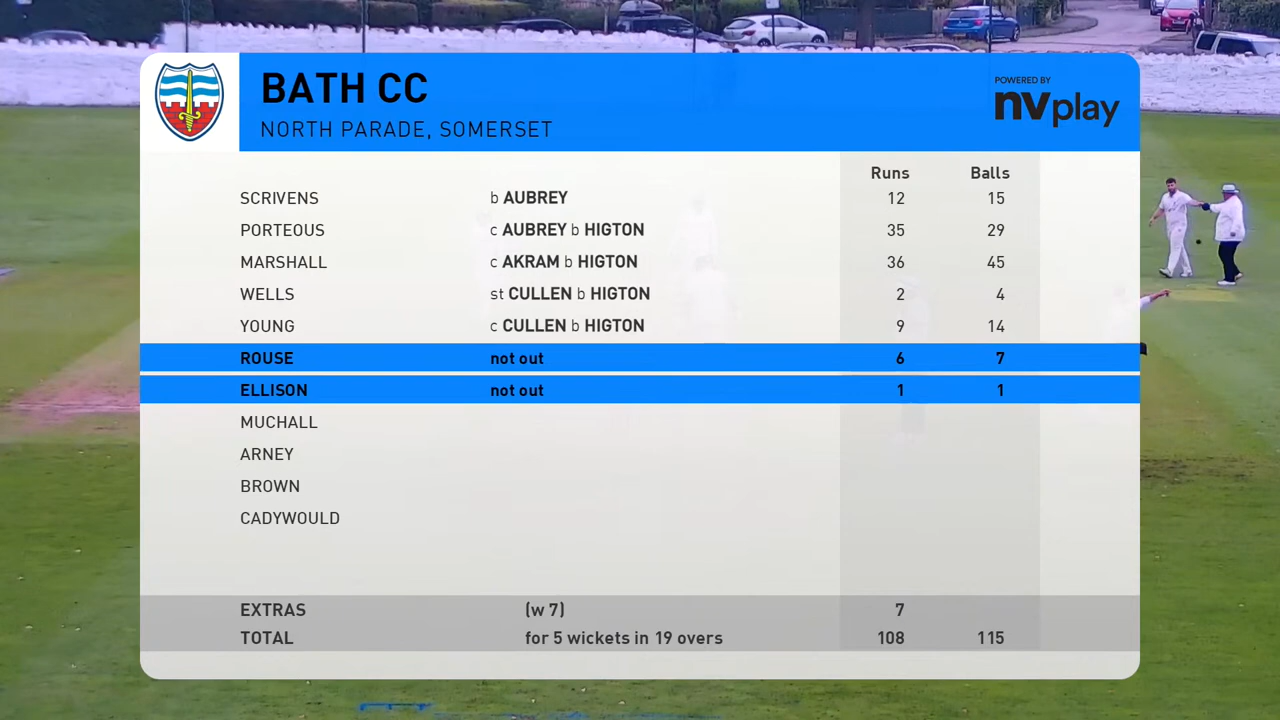 BATH CC
NORTH PARADE, SOMERSET
POWERED BY
nvplay
Runs Balls
SCRIVENS b AUBREY 12 15
PORTEOUS c AUBREY b HIGTON 35 29
MARSHALL c AKRAM b HIGTON 36 45
WELLS st CULLEN b HIGTON 2 4
YOUNG c CULLEN b HIGTON 9 14
ROUSE not out 6 7
ELLISON not out 1 1
MUCHALL
ARNEY
BROWN
CADYWOULD
EXTRAS (w 7) 7
TOTAL for 5 wickets in 19 overs 108 115